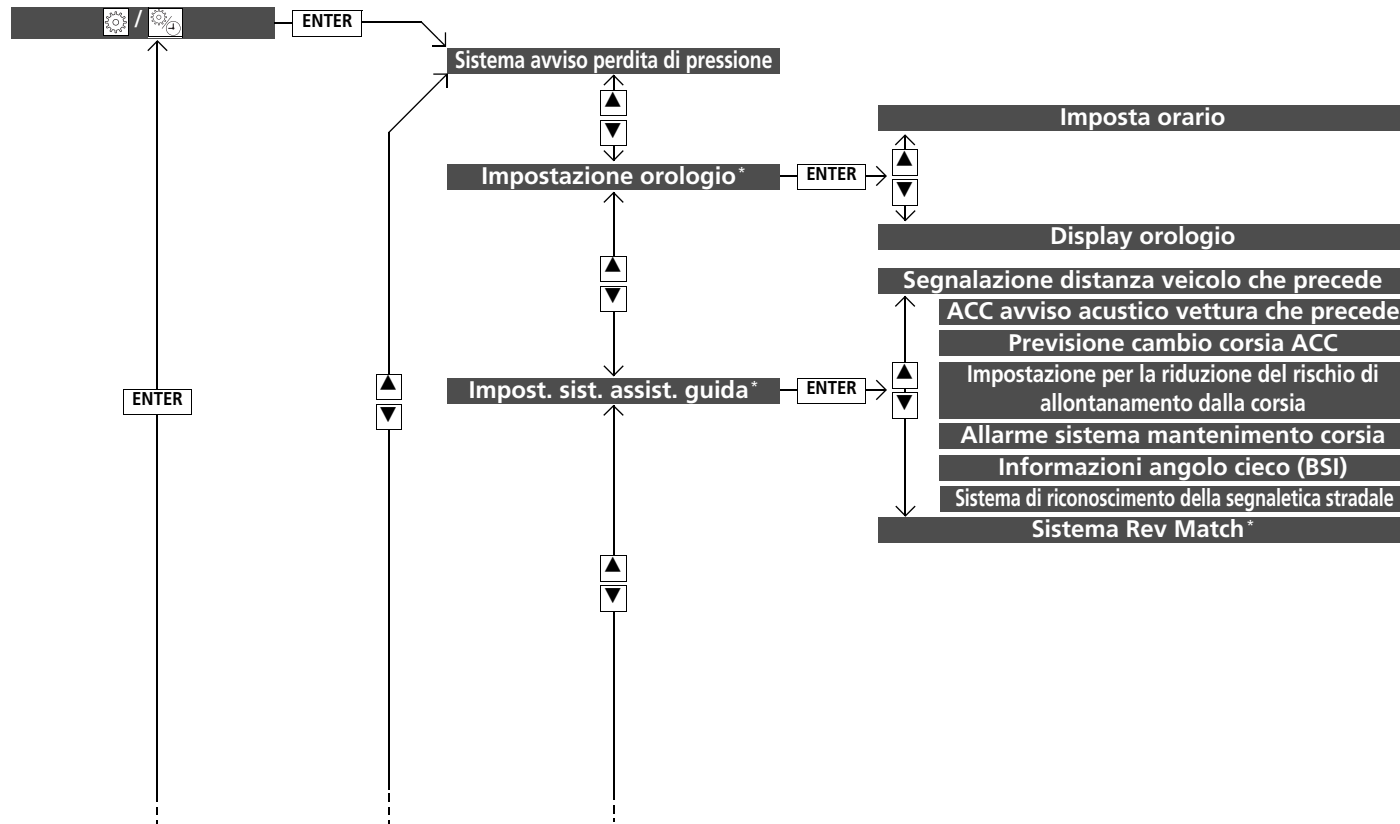 /
ENTER
Sistema avviso perdita di pressione
Impostazione orologio*
ENTER
Imposta orario
Display orologio
ENTER
Impost. sist. assist. guida*
ENTER
Segnalazione distanza veicolo che precede
ACC avviso acustico vettura che precede
Previsione cambio corsia ACC
Impostazione per la riduzione del rischio di
allontanamento dalla corsia
Allarme sistema mantenimento corsia
Informazioni angolo cieco (BSI)
Sistema di riconoscimento della segnaletica stradale
Sistema Rev Match*